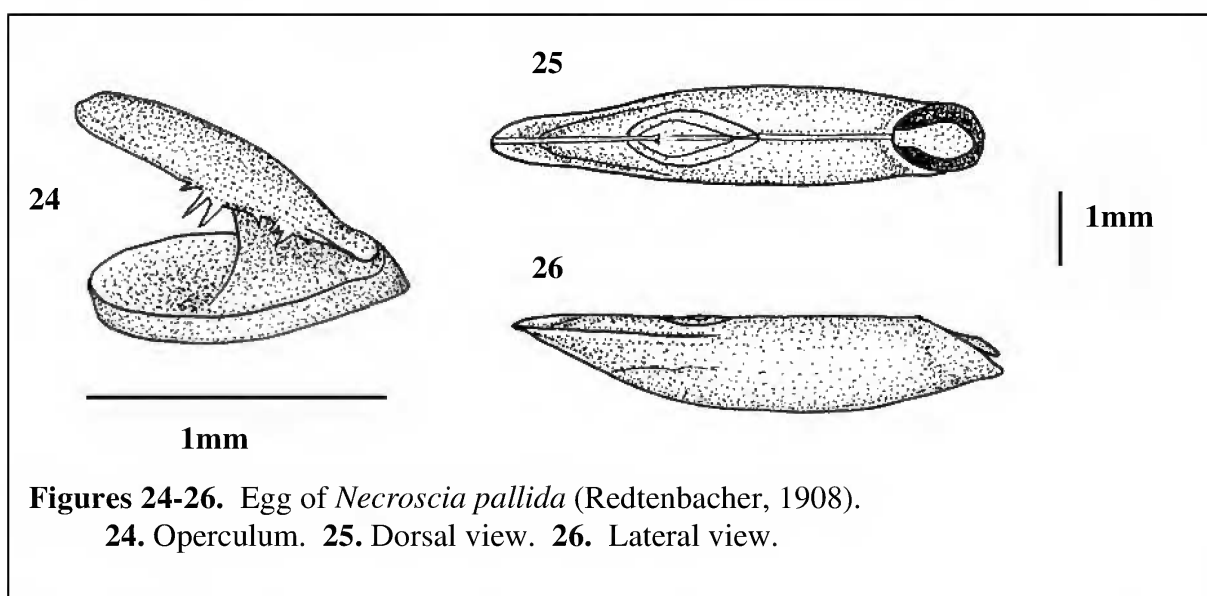 25
24
1mm
26
1mm
Figures 24-26. Egg of Necroscia pallida (Redtenbacher, 1908).
24. Operculum. 25. Dorsal view. 26. Lateral view.